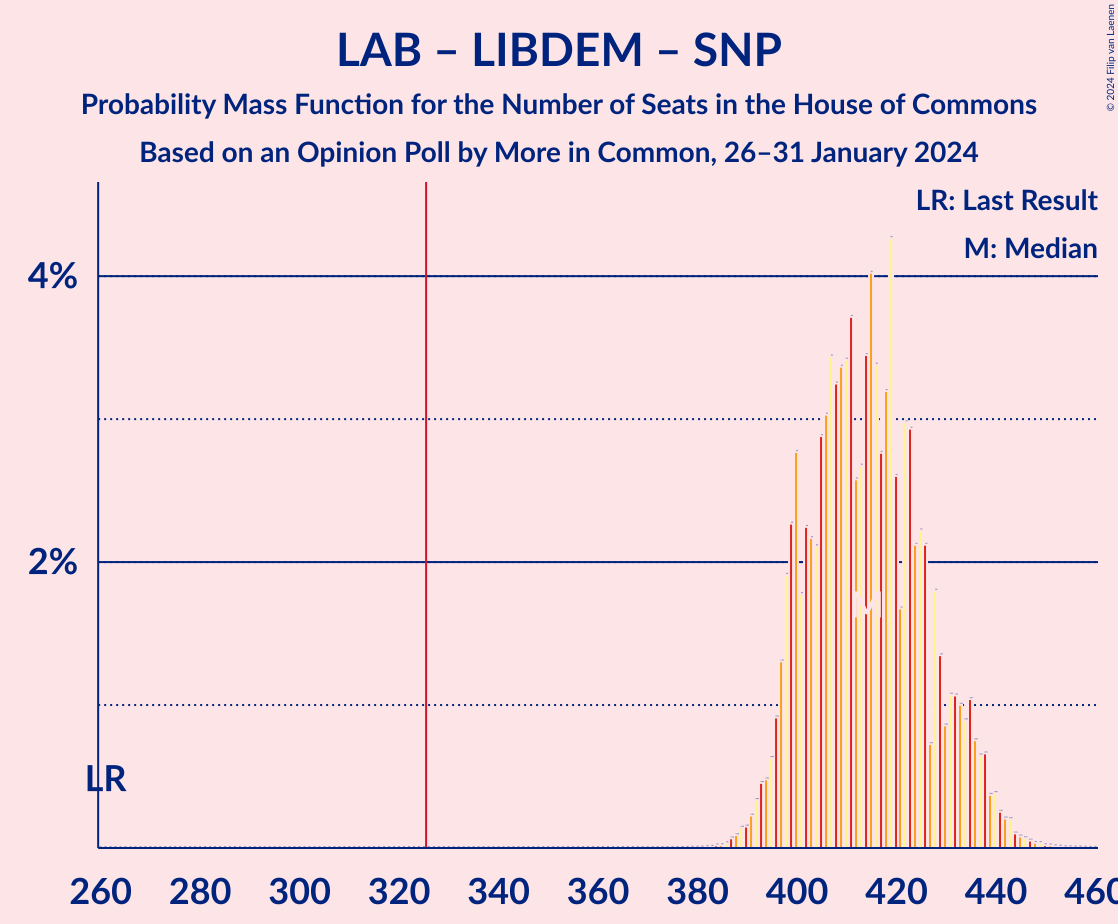 LAB – LIBDEM – SNP
Probability Mass Function for the Number of Seats in the House of Commons
Based on an Opinion Poll by More in Common, 26–31 January 2024
© 2024 Filip van Laenen
LR: Last Result
M: Median
4%
2%
M
LR
260 280 300 320 340 360 380 400 420 440 460